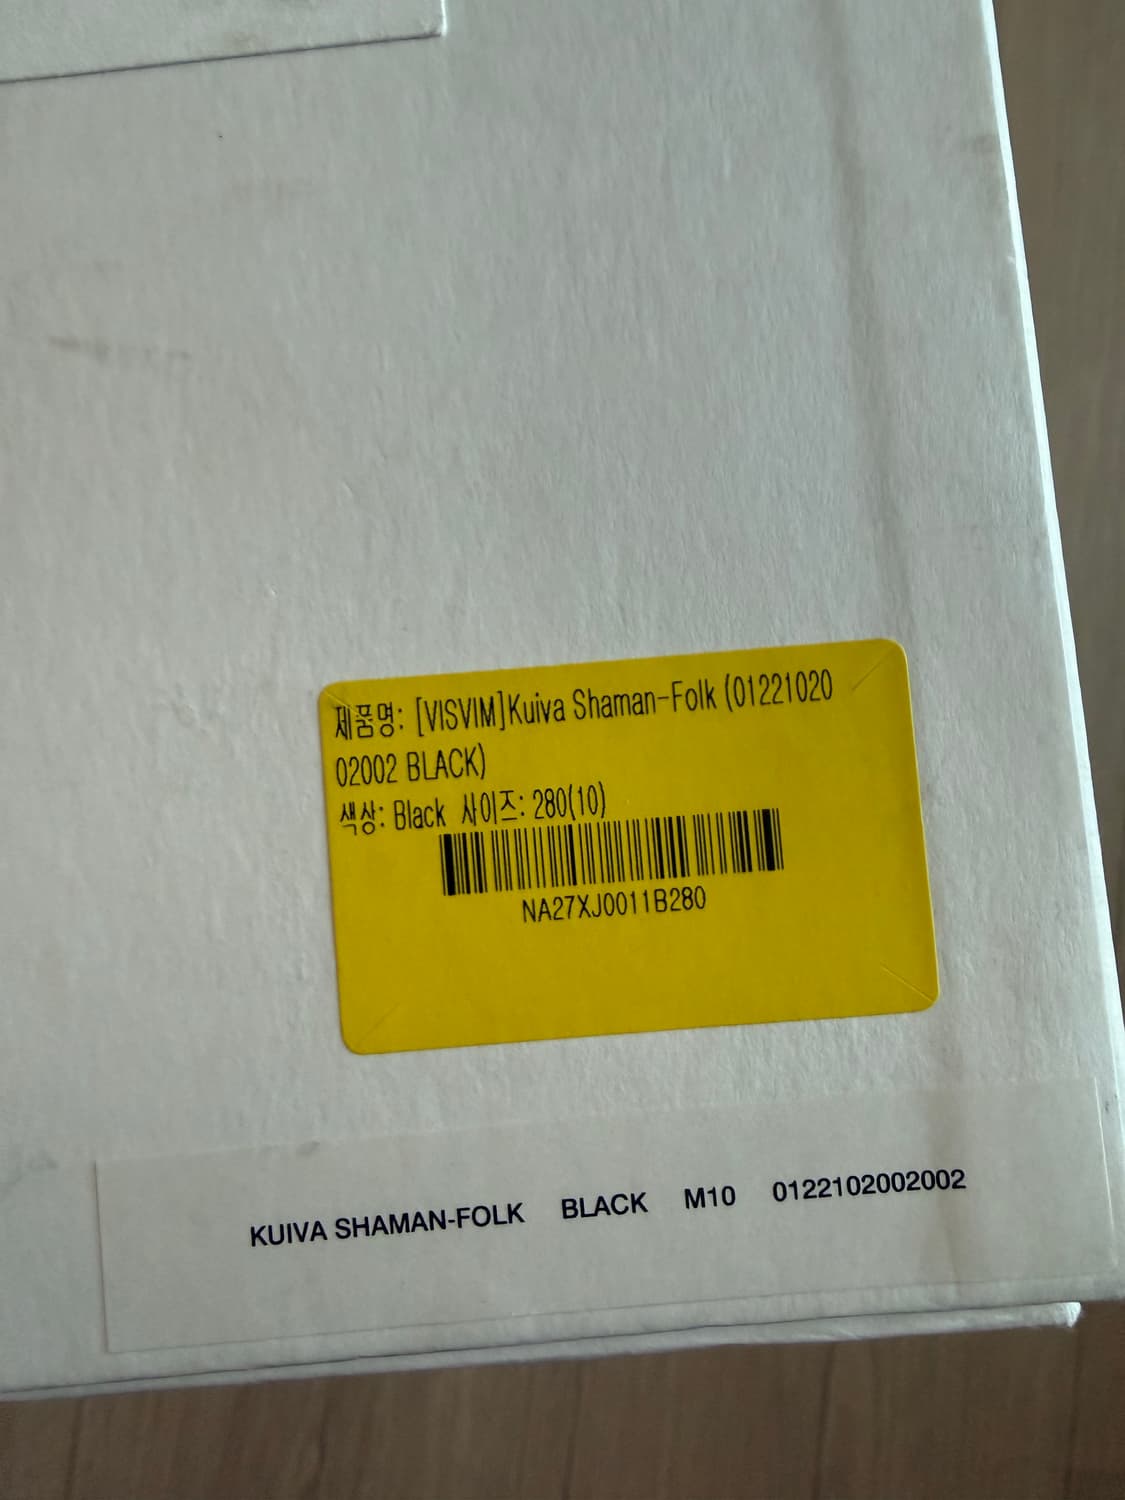 제품명: [VISVIM]Kuiva Shaman-Folk (01221020
02002 BLACK)
색상: Black 사이즈: 280(10)
NA27XJ0011B280
KUIVA SHAMAN-FOLK BLACK M10 0122102002002